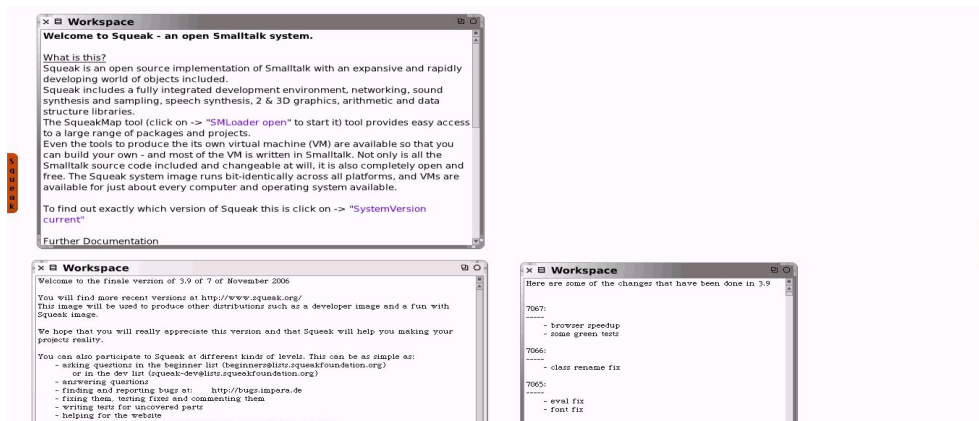 Workspace
Welcome to Squeak - an open Smalltalk system.
What is this?
Squeak is an open source implementation of Smalltalk with an expansive and rapidly
developing world of objects included.
Squeak includes a fully integrated development environment, networking, sound
synthesis and sampling, speech synthesis, 2 & 3D graphics, arithmetic and data
structure libraries.
The SqueakMap tool (click on -> "SMLoader open" to start it) tool provides easy access
to a large range of packages and projects.
Even the tools to produce the its own virtual machine (VM) are available so that you
can build your own - and most of the VM is written in Smalltalk. Not only is all the
Smalltalk source code included and changeable at will, it is also completely open and
free. The Squeak system image runs bit-identically across all platforms, and VMs are
available for just about every computer and operating system available.
To find out exactly which version of Squeak this is click on -> "SystemVersion
current"
Further Documentation
squeak
Workspace
Welcome to the finale version of 3.9 of 7 of November 2006
You will find more recent versions at http://www.squeak.org/
This image will be used to produce other distributions such as a developer image and a fun with
Squeak image.
We hope that you will really appreciate this version and that Squeak will help you making your
projects reality.
You can also participate to Squeak at different kinds of levels. This can be as simple as:
- asking questions in the beginner list (beginners@lists.squeakfoundation.org)
or in the dev list (squeak-dev@lists.squeakfoundation.org)
- answering questions
- finding and reporting bugs at: http://bugs.impara.de
- fixing them, testing fixes and commenting them
- writing tests for uncovered parts
- helping for the website
Workspace
Here are some of the changes that have been done in 3.9
7067:
-----
- browser speedup
- some green tests
7066:
-----
- class rename fix
7065:
-----
- eval fix
- font fix